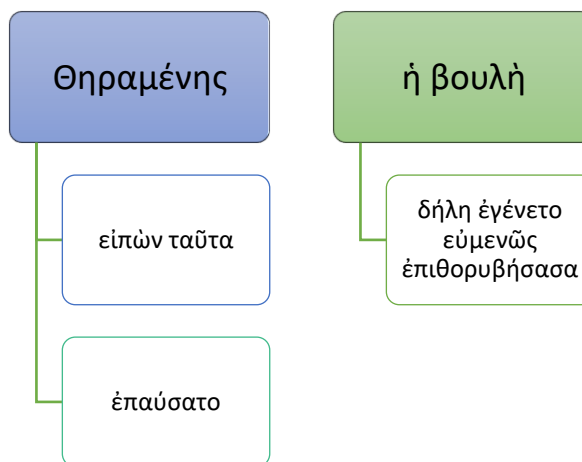 Θηραμένης
εἰπὼν ταῦτα
ἐπαύσατο
ἡ βουλὴ
δήλη ἐγένετο
εὐμενῶς
ἐπιθορυβήσασα